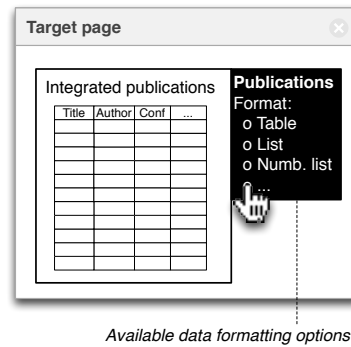 Target page
Integrated publications
Title Author Conf ...
Publications
Format:
o Table
o List
o Numb. list
o ...
Available data formatting options